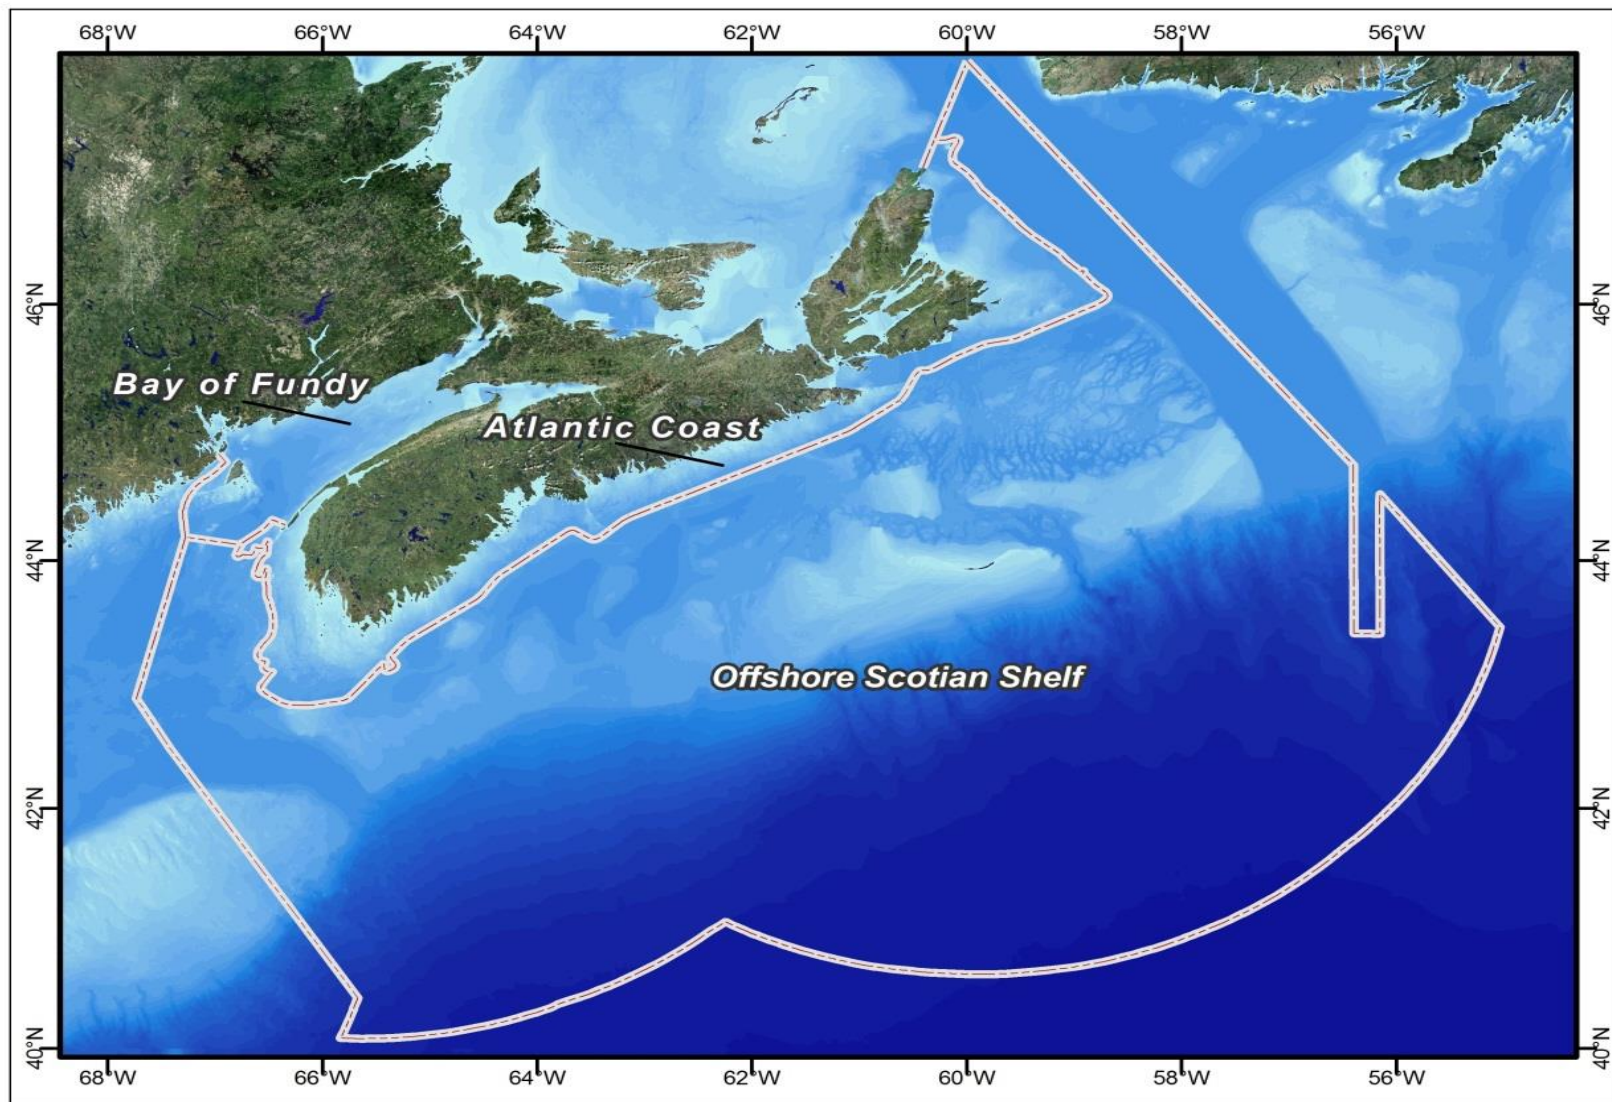 68°W 66°W 64°W 62°W 60°W 58°W 56°W
46°N 46°N
Bay of Fundy
Atlantic Coast
44°N 44°N
Offshore Scotian Shelf
42°N 42°N
40°N 40°N
68°W 66°W 64°W 62°W 60°W 58°W 56°W